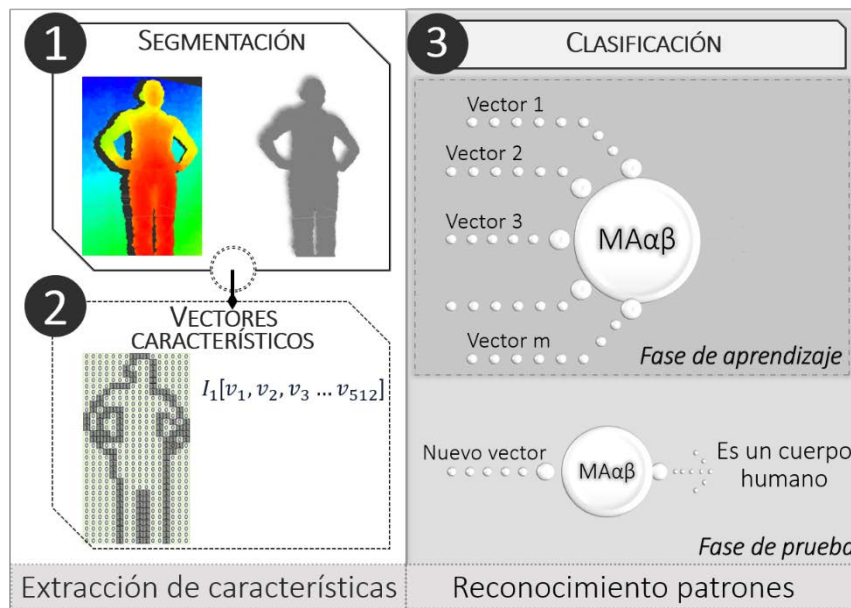 1
SEGMENTACIÓN
2
VECTORES
CARACTERÍSTICOS
I₁[v₁, v₂, v₃ … v₅₁₂]
Extracción de características
3
CLASIFICACIÓN
Vector 1
Vector 2
Vector 3
MAαβ
Vector m
Fase de aprendizaje
Nuevo vector
MAαβ
Es un cuerpo
humano
Fase de prueba
Reconocimiento patrones